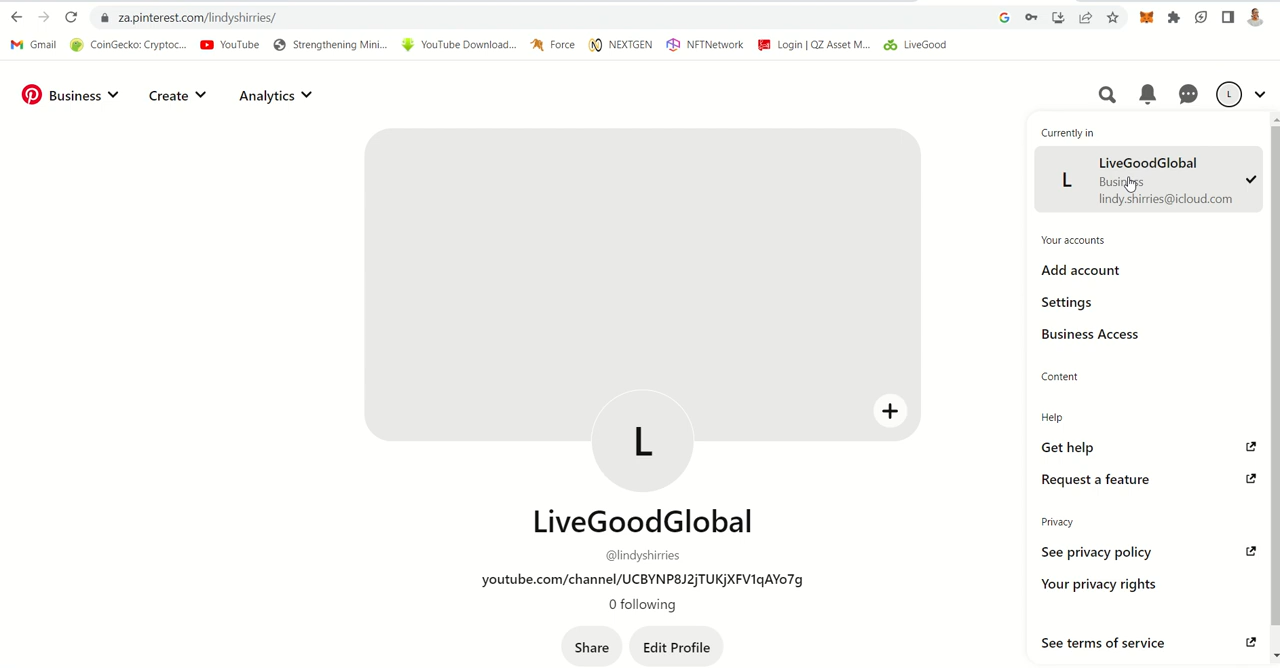 za.pinterest.com/lindyshirries/
Gmail CoinGecko: Cryptoc... YouTube Strengthening Mini... YouTube Download... Force NEXTGEN NFTNetwork Login | QZ Asset M... LiveGood
Business Create Analytics L
Currently in
LiveGoodGlobal
L
Business
lindy.shirries@icloud.com
Your accounts
Add account
Settings
Business Access
Content
Help
Get help
Request a feature
Privacy
See privacy policy
Your privacy rights
See terms of service
L
LiveGoodGlobal
@lindyshirries
youtube.com/channel/UCBYNP8J2jTUKjXFV1qAYo7g
0 following
Share Edit Profile